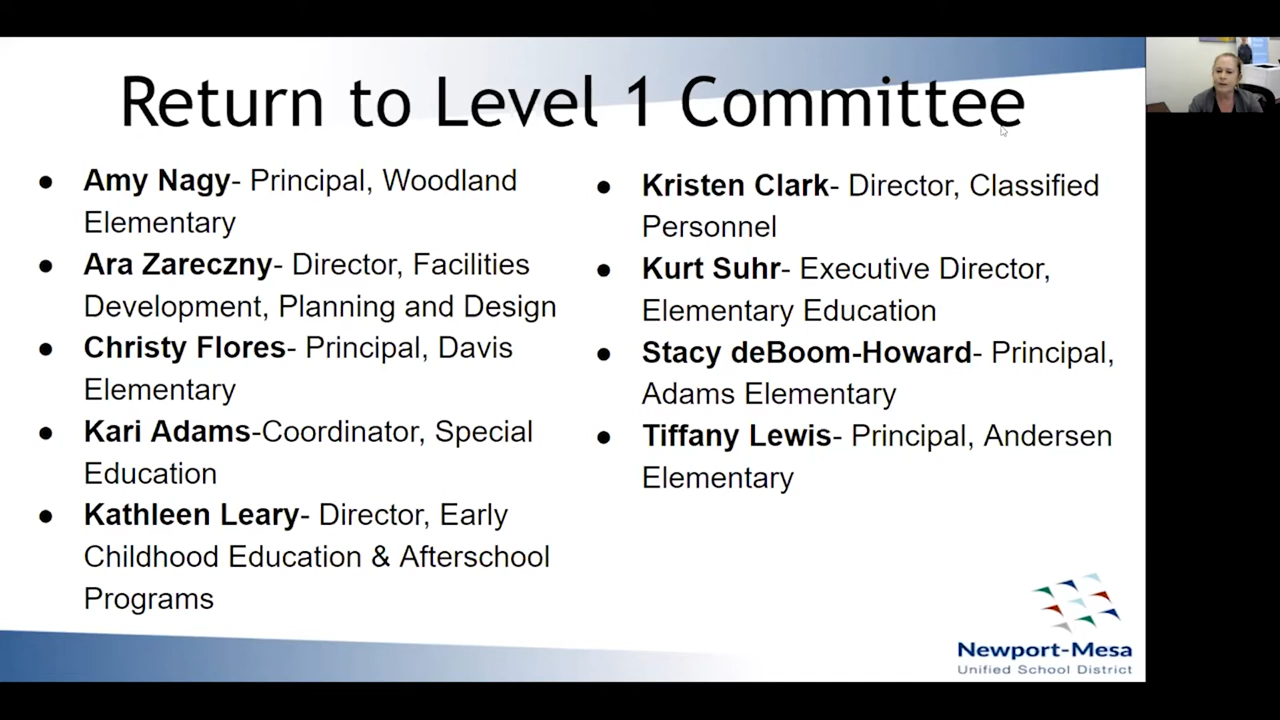 Return to Level 1 Committee
● Amy Nagy- Principal, Woodland
Elementary
● Ara Zareczny- Director, Facilities
Development, Planning and Design
● Christy Flores- Principal, Davis
Elementary
● Kari Adams-Coordinator, Special
Education
● Kathleen Leary- Director, Early
Childhood Education & Afterschool
Programs
● Kristen Clark- Director, Classified
Personnel
● Kurt Suhr- Executive Director,
Elementary Education
● Stacy deBoom-Howard- Principal,
Adams Elementary
● Tiffany Lewis- Principal, Andersen
Elementary
Newport-Mesa
Unified School District